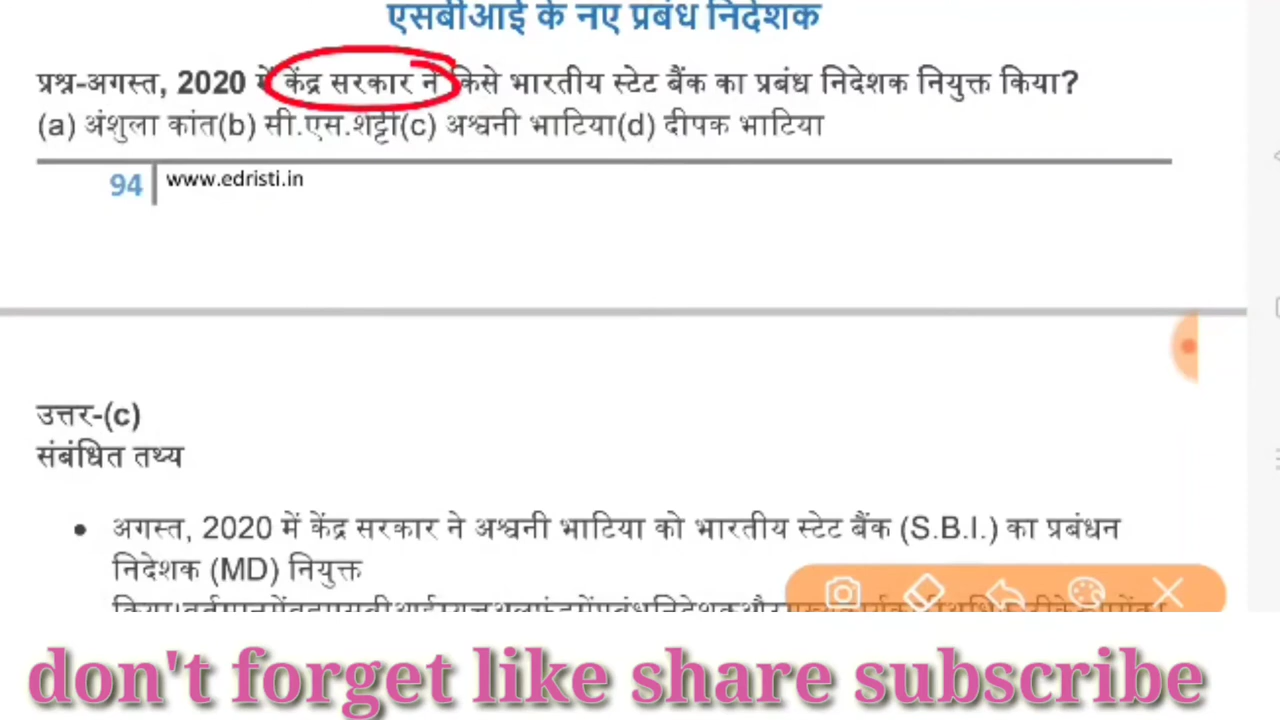 एसबीआई के नए प्रबंध निदेशक
प्रश्न-अगस्त, 2020 में केंद्र सरकार ने किसे भारतीय स्टेट बैंक का प्रबंध निदेशक नियुक्त किया?
(a) अंशुला कांत(b) सी.एस.शेट्टी(c) अश्वनी भाटिया(d) दीपक भाटिया
94 www.edristi.in
उत्तर-(c)
संबंधित तथ्य
• अगस्त, 2020 में केंद्र सरकार ने अश्वनी भाटिया को भारतीय स्टेट बैंक (S.B.I.) का प्रबंधन
निदेशक (MD) नियुक्त
don't forget like share subscribe